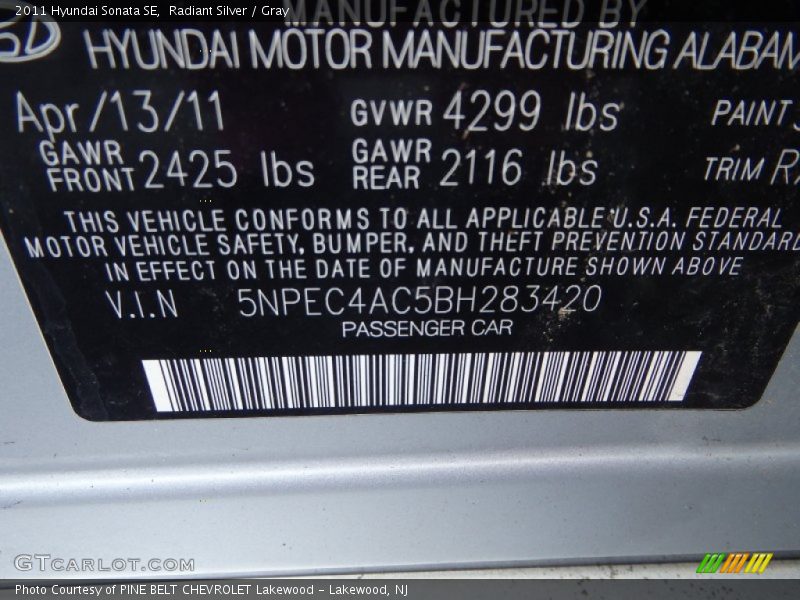 2011 Hyundai Sonata SE, Radiant Silver / Gray
MANUFACTURED BY
HYUNDAI MOTOR MANUFACTURING ALABAM
Apr/13/11 GVWR 4299 lbs PAINT
GAWR FRONT 2425 lbs GAWR REAR 2116 lbs TRIM
THIS VEHICLE CONFORMS TO ALL APPLICABLE U.S.A. FEDERAL
MOTOR VEHICLE SAFETY, BUMPER, AND THEFT PREVENTION STANDARD
IN EFFECT ON THE DATE OF MANUFACTURE SHOWN ABOVE
V.I.N 5NPEC4AC5BH283420
PASSENGER CAR
GTCARLOT.COM
Photo Courtesy of PINE BELT CHEVROLET Lakewood - Lakewood, NJ